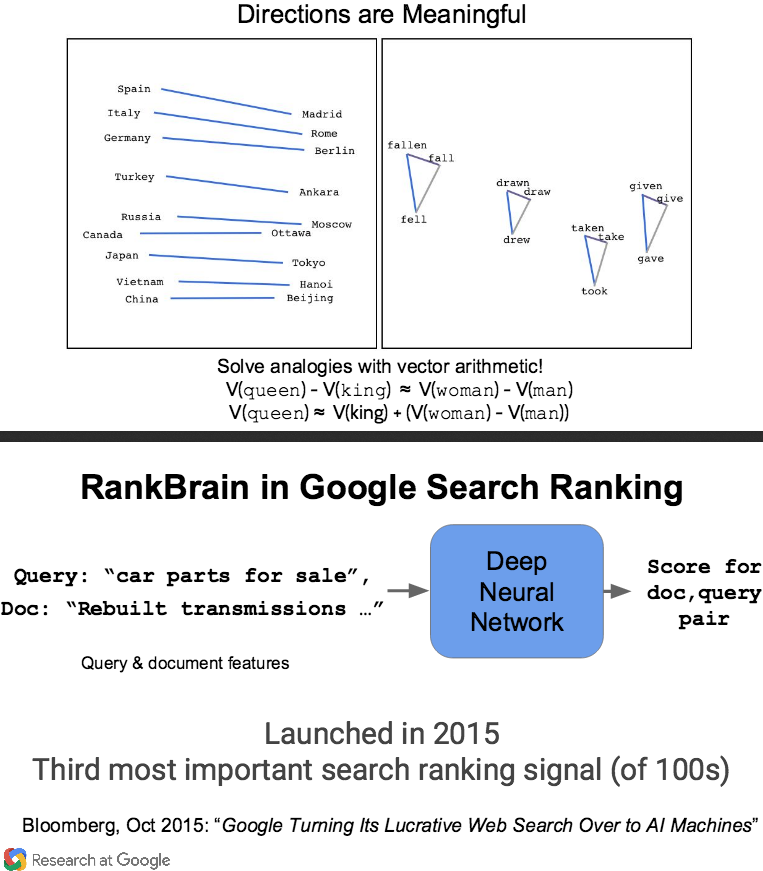 Directions are Meaningful
Spain
Madrid
Italy
Rome
Germany
Berlin
Turkey
Ankara
Russia
Moscow
Canada
Ottawa
Japan
Tokyo
Vietnam
Hanoi
China
Beijing
fallen
fall
fell
drawn
draw
drew
taken
take
took
given
give
gave
Solve analogies with vector arithmetic!
V(queen) - V(king) ≈ V(woman) - V(man)
V(queen) ≈ V(king) + (V(woman) - V(man))
RankBrain in Google Search Ranking
Query: “car parts for sale”,
Doc: “Rebuilt transmissions …”
Query & document features
Deep
Neural
Network
Score for
doc,query
pair
Launched in 2015
Third most important search ranking signal (of 100s)
Bloomberg, Oct 2015: “Google Turning Its Lucrative Web Search Over to AI Machines”
Research at Google